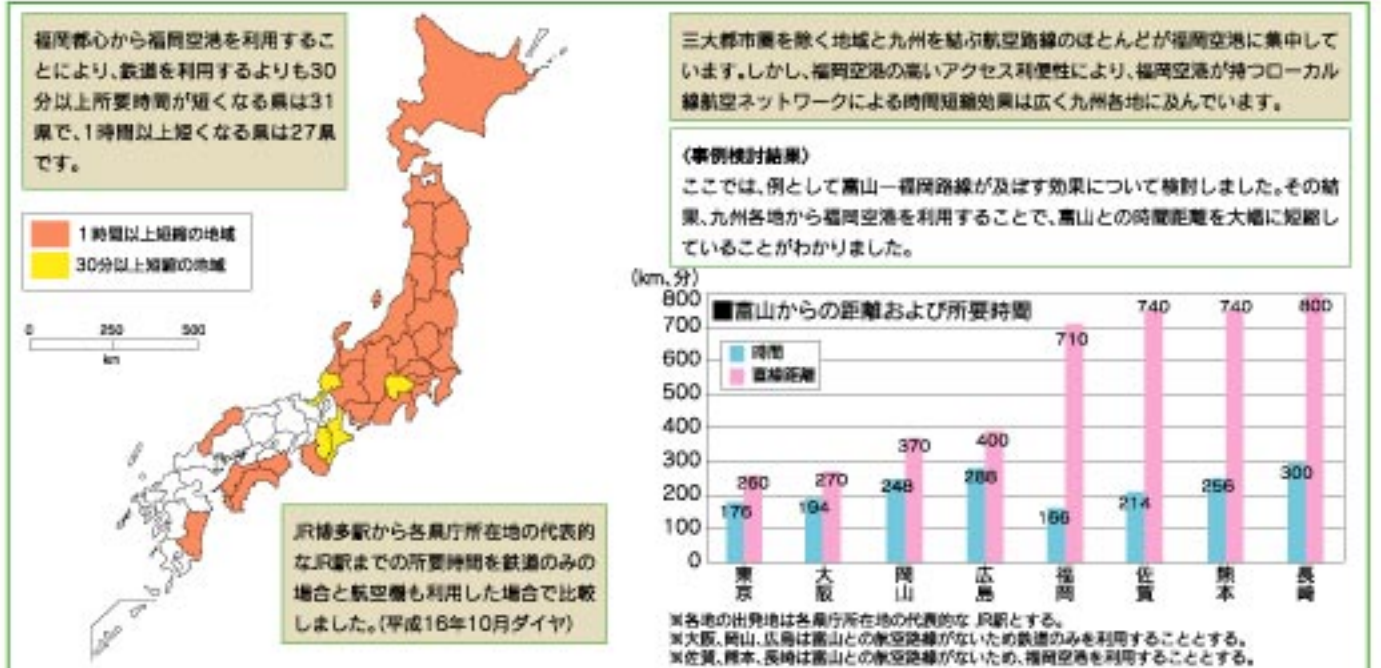 福岡都心から福岡空港を利用するこ
とにより、鉄道を利用するよりも30
分以上所要時間が短くなる県は31
県で、1時間以上短くなる県は27県
です。
1時間以上短縮の地域
30分以上短縮の地域
0 250 500
km
JR博多駅から各県庁所在地の代表的
なJR駅までの所要時間を鉄道のみの
場合と航空機も利用した場合で比較
しました。(平成16年10月ダイヤ)
三大都市圏を除く地域と九州を結ぶ航空路線のほとんどが福岡空港に集中して
います。しかし、福岡空港の高いアクセス利便性により、福岡空港が持つローカル
線航空ネットワークによる時間短縮効果は広く九州各地に及んでいます。
〈事例検討結果〉
ここでは、例として富山ー福岡路線が及ぼす効果について検討しました。その結
果、九州各地から福岡空港を利用することで、富山との時間距離を大幅に短縮し
ていることがわかりました。
(km、分)
■富山からの距離および所要時間
時間
直線距離
800
700
600
500
400
300
200
100
0
176 260
194 270
248 370
286 400
166 710
214 740
256 740
300 800
東京
大阪
岡山
広島
福岡
佐賀
熊本
長崎
※各地の出発地は各県庁所在地の代表的な JR駅とする。
※大阪、岡山、広島は富山との航空路線がないため鉄道のみを利用することとする。
※佐賀、熊本、長崎は富山との航空路線がないため、福岡空港を利用することとする。